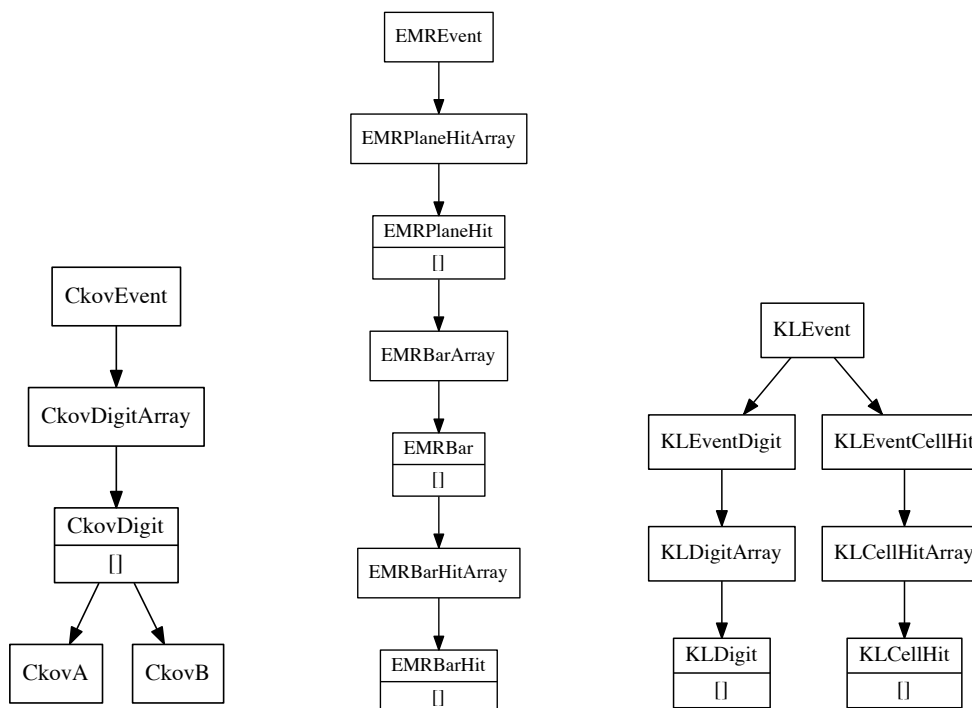 CkovEvent
CkovDigitArray
CkovDigit
[]
CkovA
CkovB
EMREvent
EMRPlaneHitArray
EMRPlaneHit
[]
EMRBarArray
EMRBar
[]
EMRBarHitArray
EMRBarHit
[]
KLEvent
KLEventDigit
KLEventCellHit
KLDigitArray
KLCellHitArray
KLDigit
[]
KLCellHit
[]